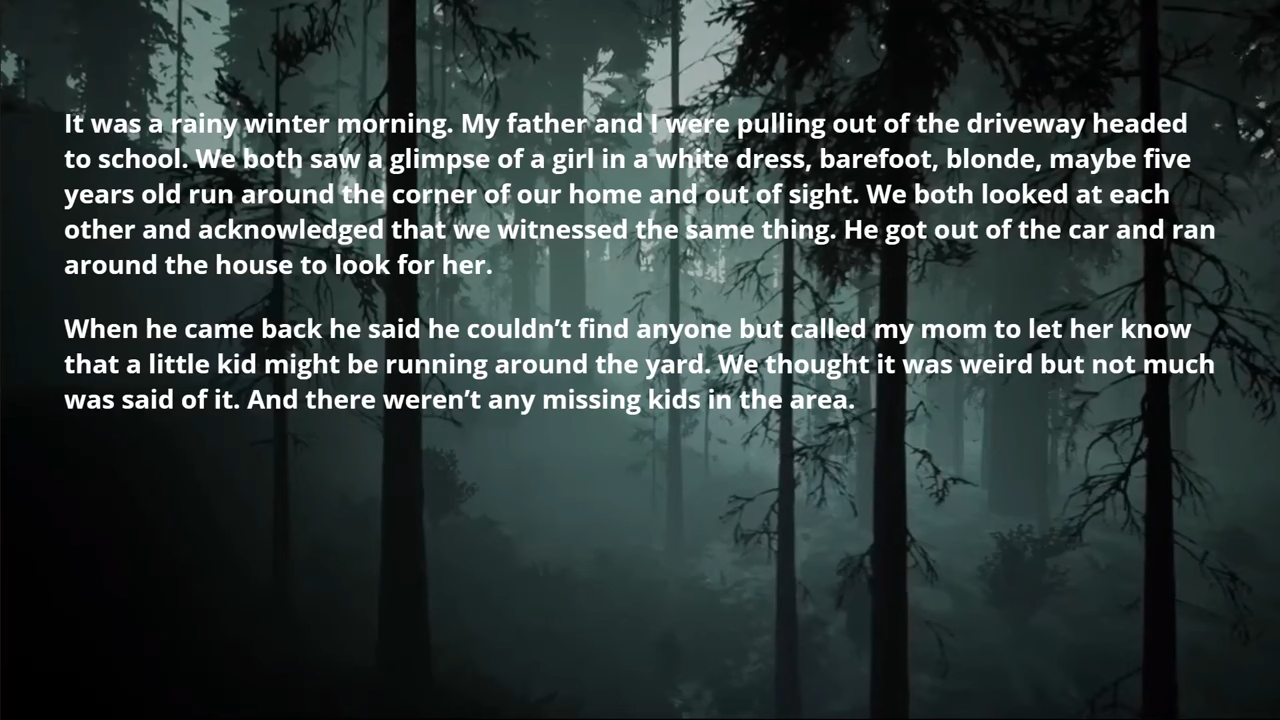 It was a rainy winter morning. My father and I were pulling out of the driveway headed
to school. We both saw a glimpse of a girl in a white dress, barefoot, blonde, maybe five
years old run around the corner of our home and out of sight. We both looked at each
other and acknowledged that we witnessed the same thing. He got out of the car and ran
around the house to look for her.
When he came back he said he couldn’t find anyone but called my mom to let her know
that a little kid might be running around the yard. We thought it was weird but not much
was said of it. And there weren’t any missing kids in the area.